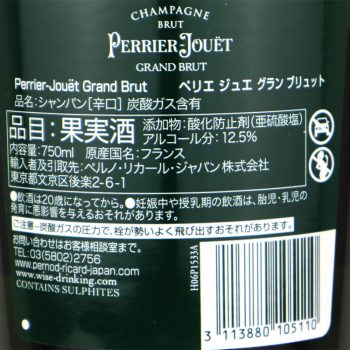 CHAMPAGNE
BRUT
PERRIER-JOUËT
GRAND BRUT
Perrier-Jouët Grand Brut ペリエ ジュエ グラン ブリュット
品名:シャンパン[辛口] 炭酸ガス含有
品目:果実酒 添加物:酸化防止剤(亜硫酸塩)
アルコール分:12.5%
内容量:750ml 原産国名:フランス
輸入者及引取先:ペルノ・リカール・ジャパン株式会社
東京都文京区後楽2-6-1
●飲酒は20歳になってから。●妊娠中や授乳期の飲酒は、胎児・乳児の
発育に悪影響を与えるおそれがあります。
ご注意―炭酸ガスの圧力で、栓が勢いよく飛び出すおそれがあります。
お問い合わせはお客様相談室まで。
TEL.03(5802)2756
www.pernod-ricard-japan.com
www.wise-drinking.com
CONTAINS SULPHITES
H06P1533A
3 113880 105110